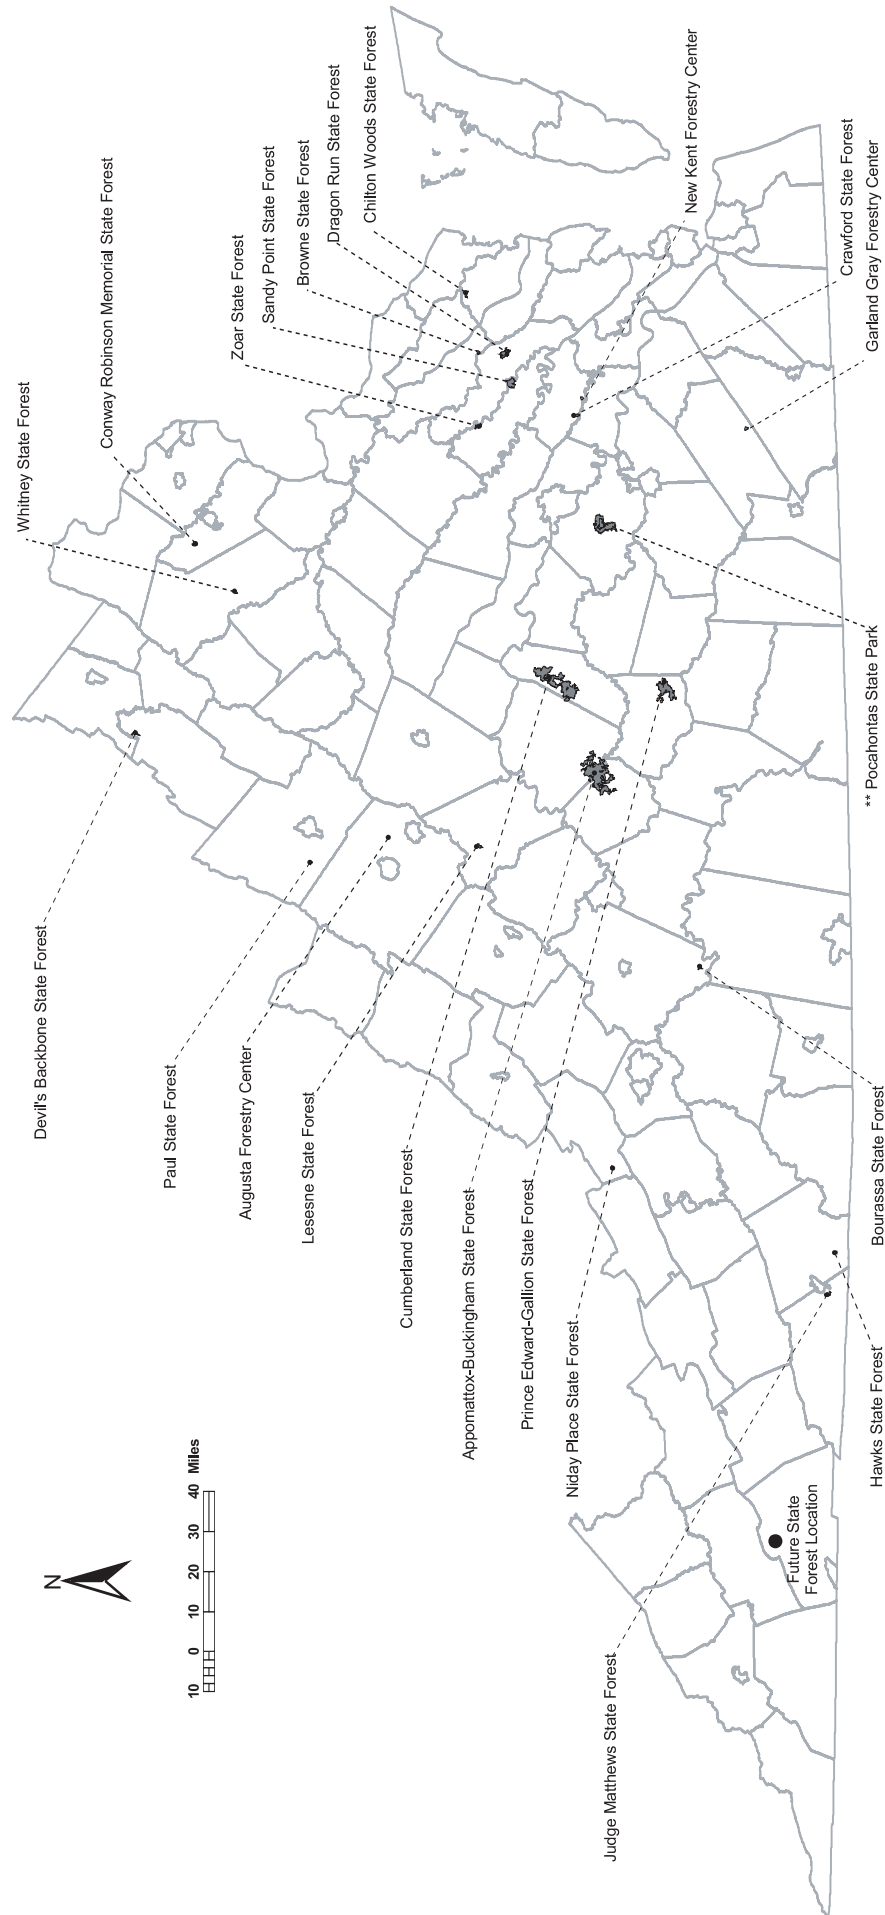 Whitney State Forest
Conway Robinson Memorial State Forest
Zoar State Forest
Sandy Point State Forest
Browne State Forest
Dragon Run State Forest
Chilton Woods State Forest
New Kent Forestry Center
Crawford State Forest
Garland Gray Forestry Center
** Pocahontas State Park
Devil's Backbone State Forest
Paul State Forest
Augusta Forestry Center
Lesesne State Forest
Cumberland State Forest
Appomattox-Buckingham State Forest
Prince Edward-Gallion State Forest
Niday Place State Forest
Judge Matthews State Forest
Bourassa State Forest
Hawks State Forest
Future State
Forest Location
N
10 0 10 20 30 40 Miles